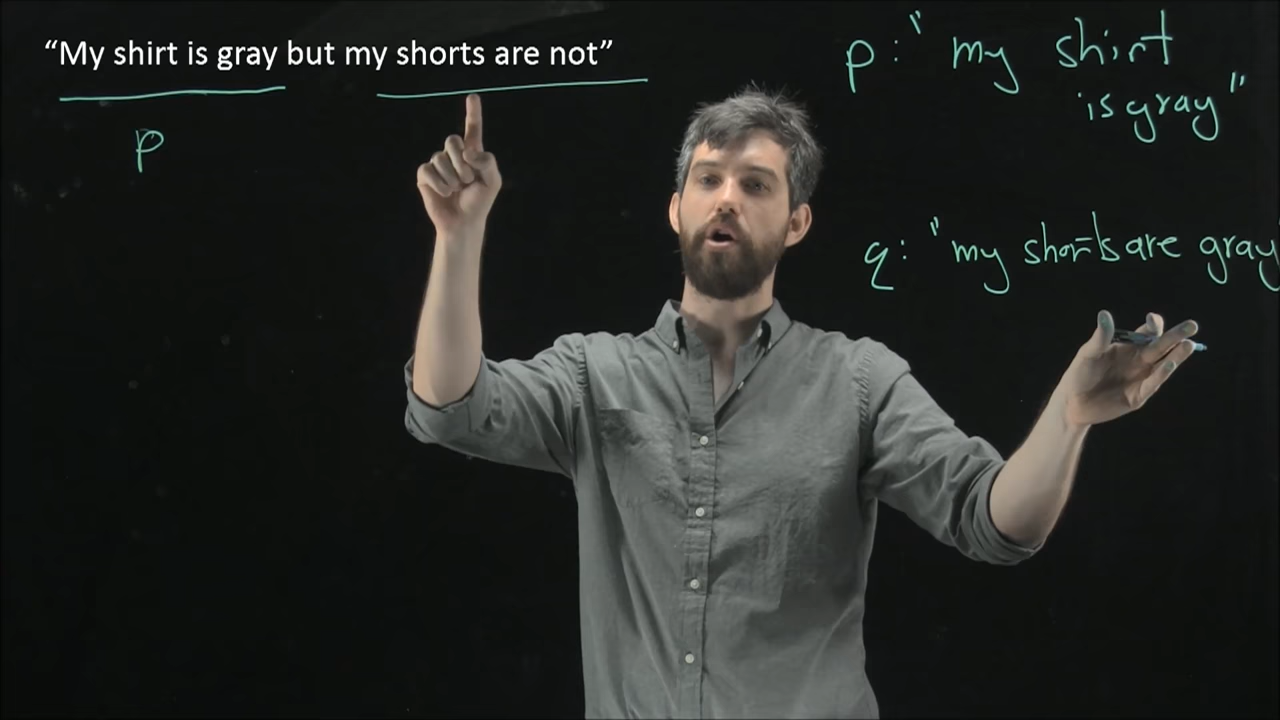 “My shirt is gray but my shorts are not”
p
p: "my shirt
is gray"
q: "my shorts are gray